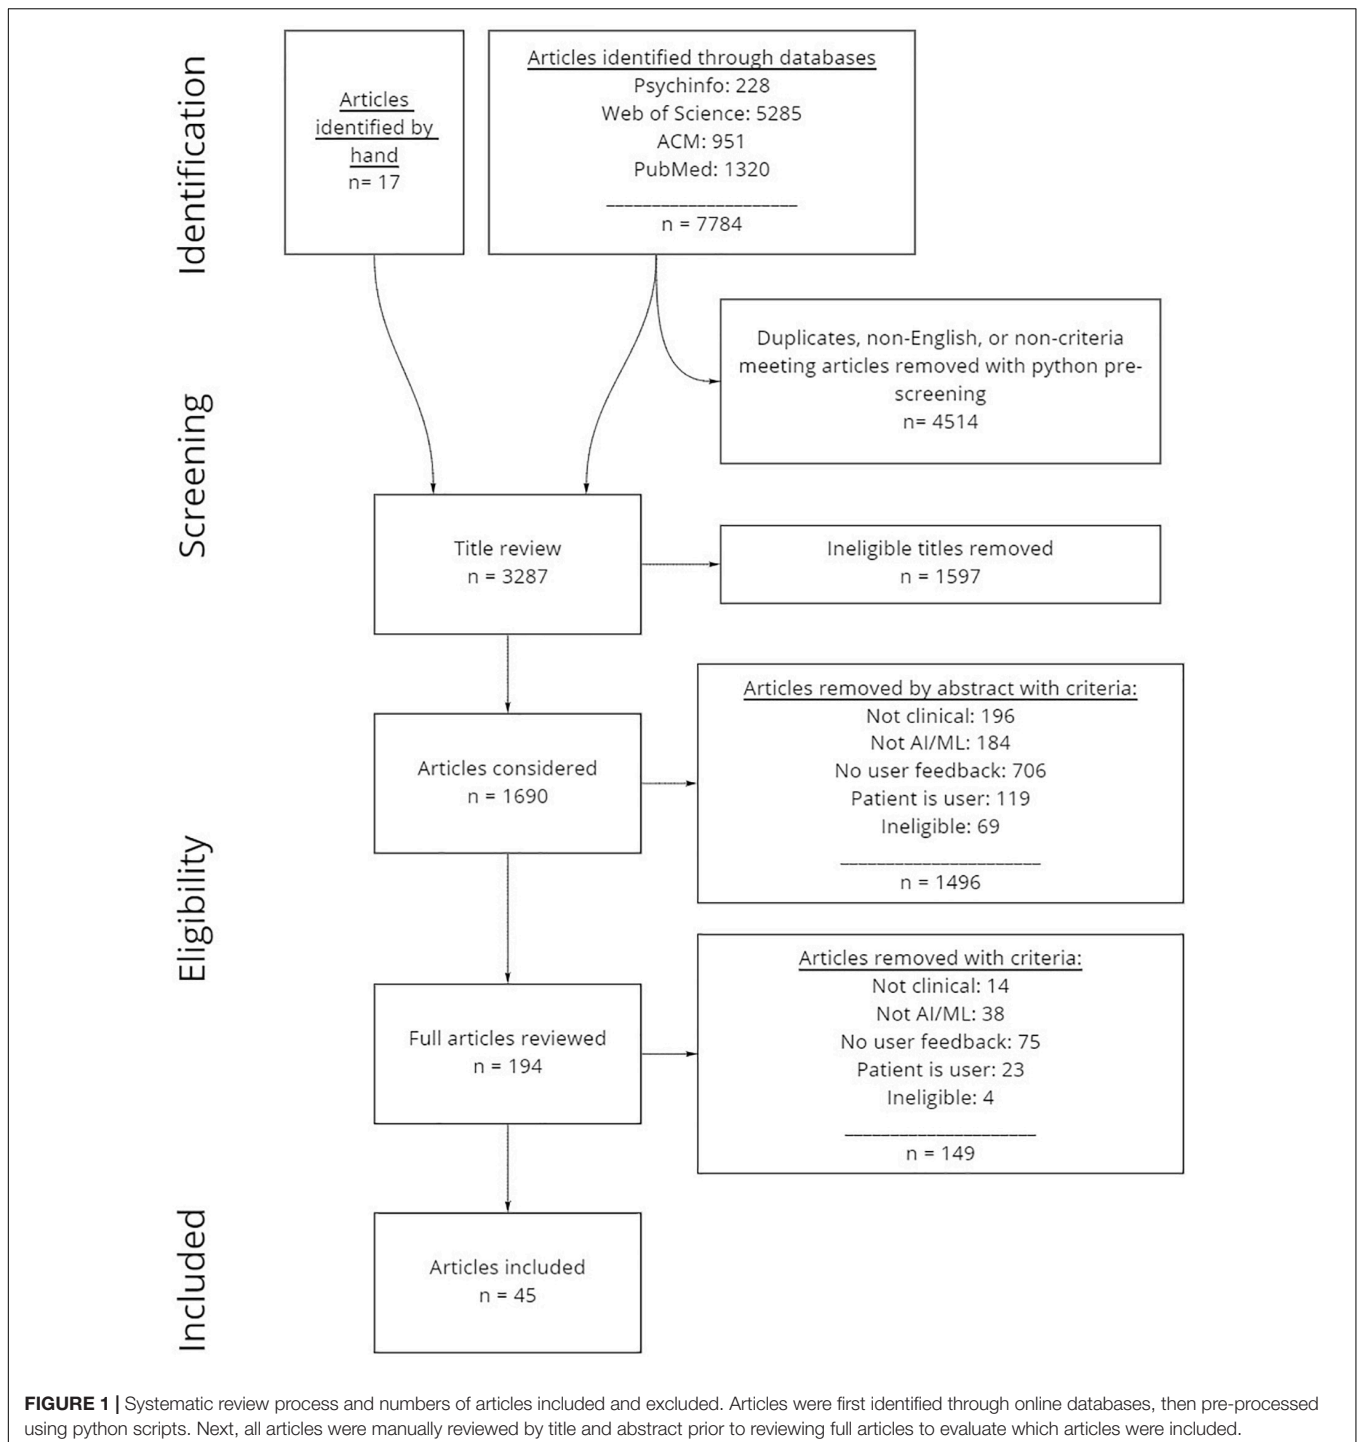 Identification
Articles
identified by
hand
n= 17
Articles identified through databases
Psychinfo: 228
Web of Science: 5285
ACM: 951
PubMed: 1320
n = 7784
Screening
Duplicates, non-English, or non-criteria
meeting articles removed with python pre-
screening
n= 4514
Title review
n = 3287
Ineligible titles removed
n = 1597
Eligibility
Articles considered
n = 1690
Articles removed by abstract with criteria:
Not clinical: 196
Not AI/ML: 184
No user feedback: 706
Patient is user: 119
Ineligible: 69
n = 1496
Full articles reviewed
n = 194
Articles removed with criteria:
Not clinical: 14
Not AI/ML: 38
No user feedback: 75
Patient is user: 23
Ineligible: 4
n = 149
Included
Articles included
n = 45
FIGURE 1 | Systematic review process and numbers of articles included and excluded. Articles were first identified through online databases, then pre-processed
using python scripts. Next, all articles were manually reviewed by title and abstract prior to reviewing full articles to evaluate which articles were included.